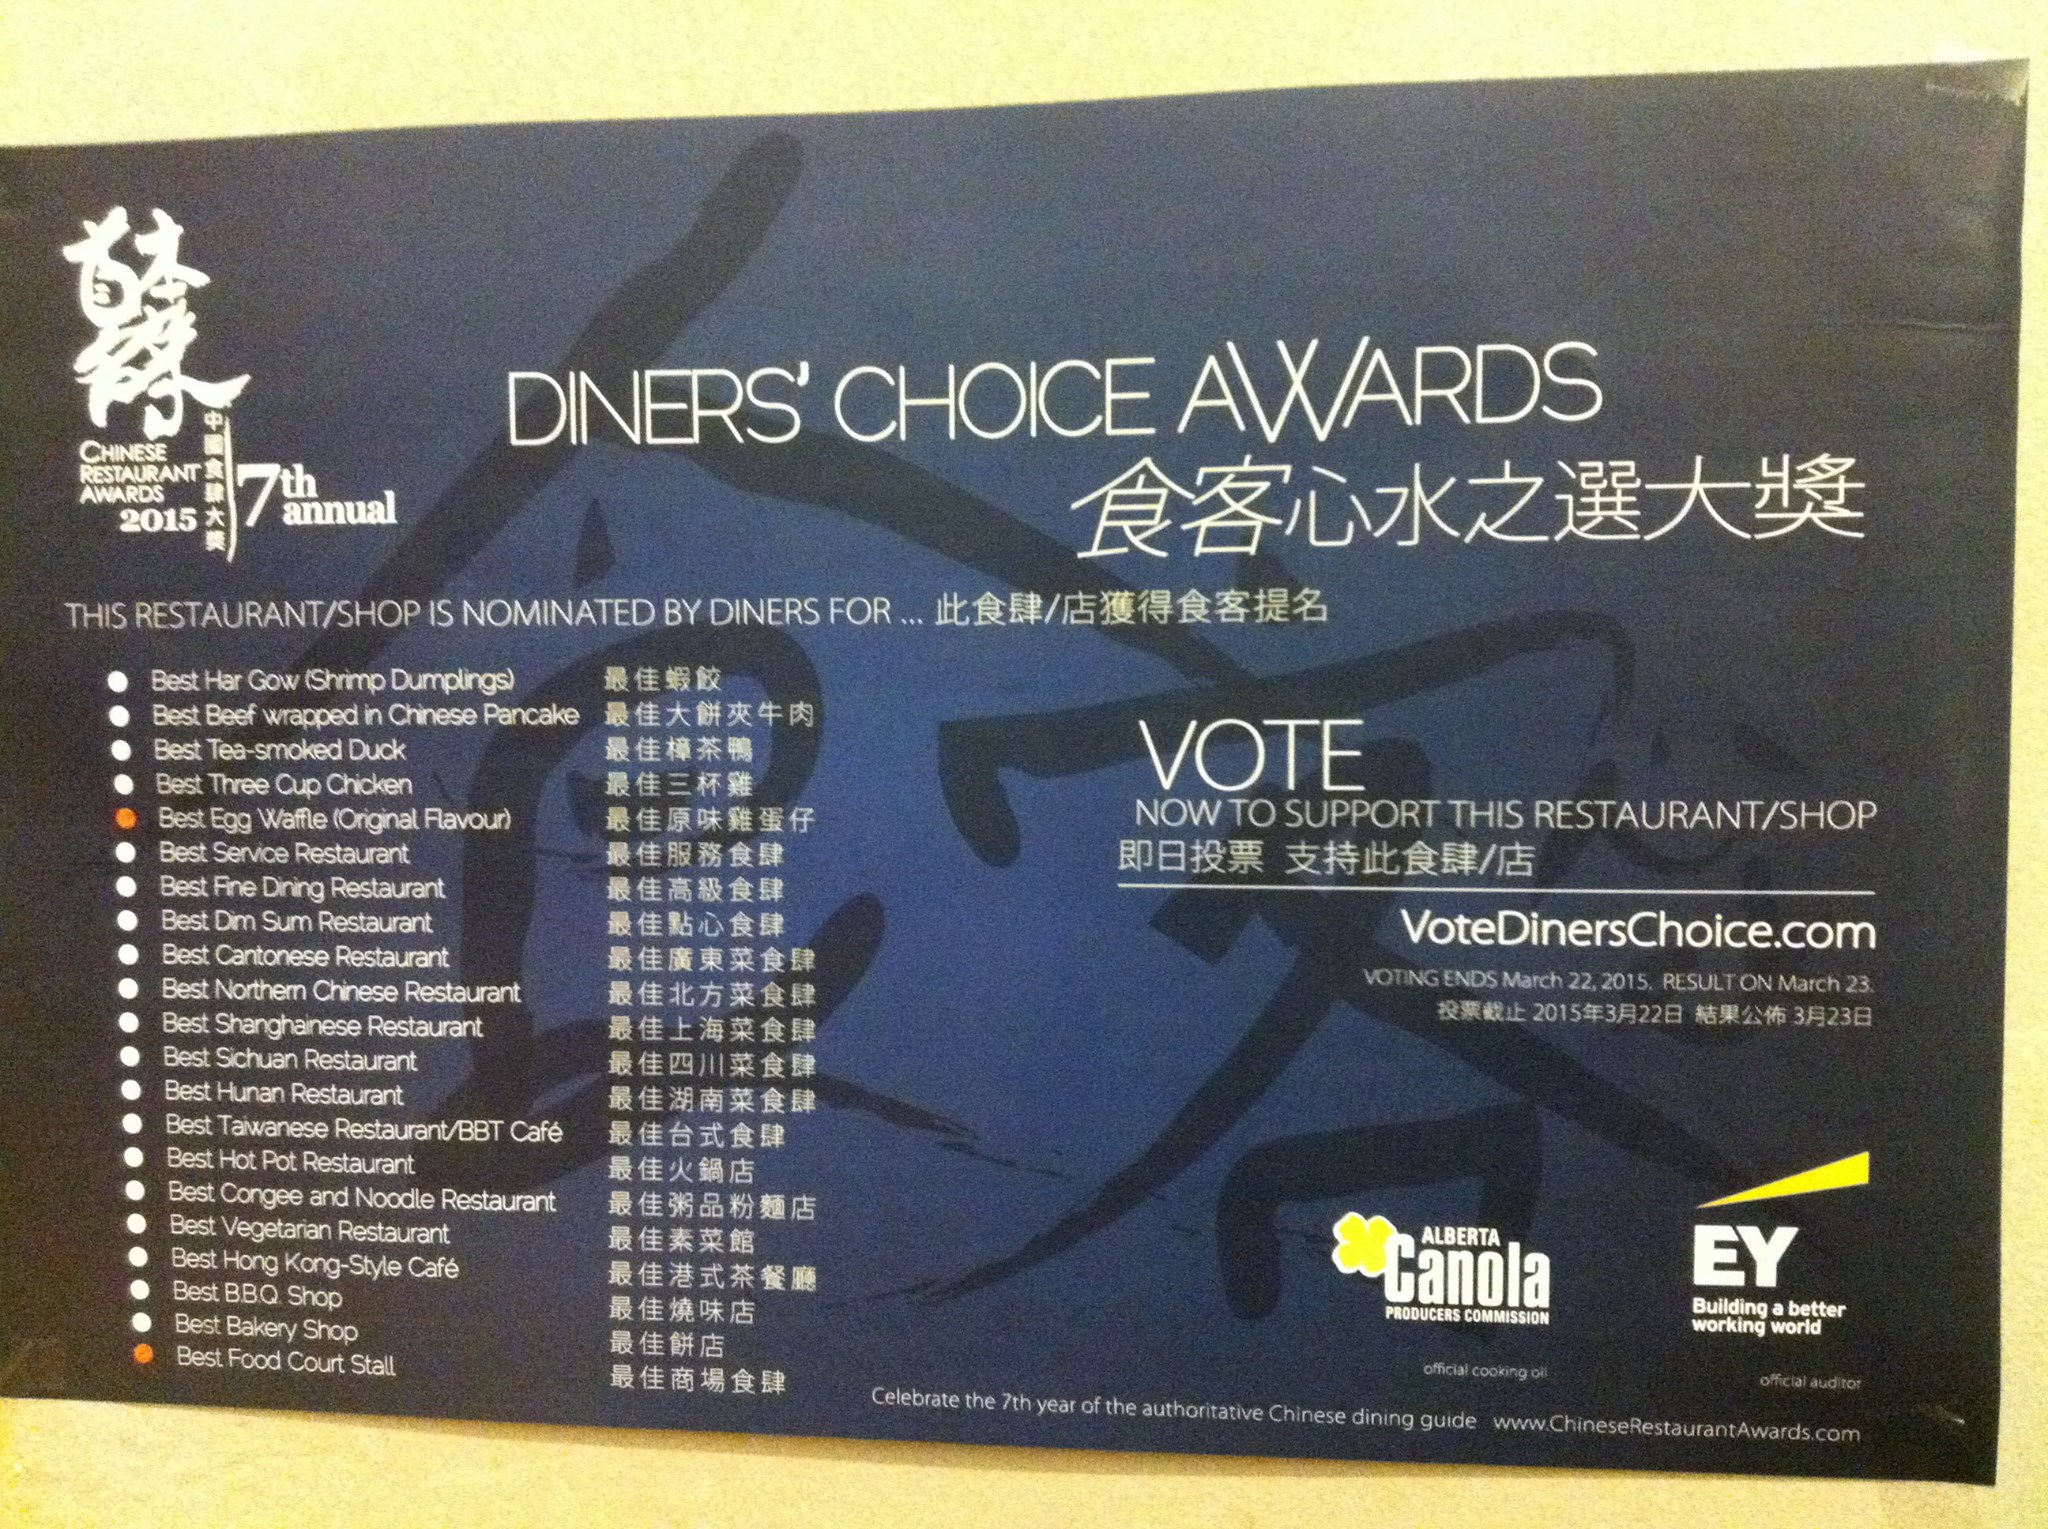 CHINESE
RESTAURANT
AWARDS
2015
中國食肆大獎
7th
annual
DINERS' CHOICE AWARDS
食客心水之選大獎
THIS RESTAURANT/SHOP IS NOMINATED BY DINERS FOR ... 此食肆/店獲得食客提名
Best Har Gow (Shrimp Dumplings) 最佳蝦餃
Best Beef wrapped in Chinese Pancake 最佳大餅夾牛肉
Best Tea-smoked Duck 最佳樟茶鴨
Best Three Cup Chicken 最佳三杯雞
Best Egg Waffle (Original Flavour) 最佳原味雞蛋仔
Best Service Restaurant 最佳服務食肆
Best Fine Dining Restaurant 最佳高級食肆
Best Dim Sum Restaurant 最佳點心食肆
Best Cantonese Restaurant 最佳廣東菜食肆
Best Northern Chinese Restaurant 最佳北方菜食肆
Best Shanghainese Restaurant 最佳上海菜食肆
Best Sichuan Restaurant 最佳四川菜食肆
Best Hunan Restaurant 最佳湖南菜食肆
Best Taiwanese Restaurant/BBT Café 最佳台式食肆
Best Hot Pot Restaurant 最佳火鍋店
Best Congee and Noodle Restaurant 最佳粥品粉麵店
Best Vegetarian Restaurant 最佳素菜館
Best Hong Kong-Style Café 最佳港式茶餐廳
Best B.B.Q. Shop 最佳燒味店
Best Bakery Shop 最佳餅店
Best Food Court Stall 最佳商場食肆
VOTE
NOW TO SUPPORT THIS RESTAURANT/SHOP
即日投票 支持此食肆/店
VoteDinersChoice.com
VOTING ENDS March 22, 2015, RESULT ON March 23.
投票截止 2015年3月22日 結果公佈 3月23日
ALBERTA
Canola
PRODUCERS COMMISSION
official cooking oil
EY
Building a better
working world
official auditor
Celebrate the 7th year of the authoritative Chinese dining guide www.ChineseRestaurantAwards.com